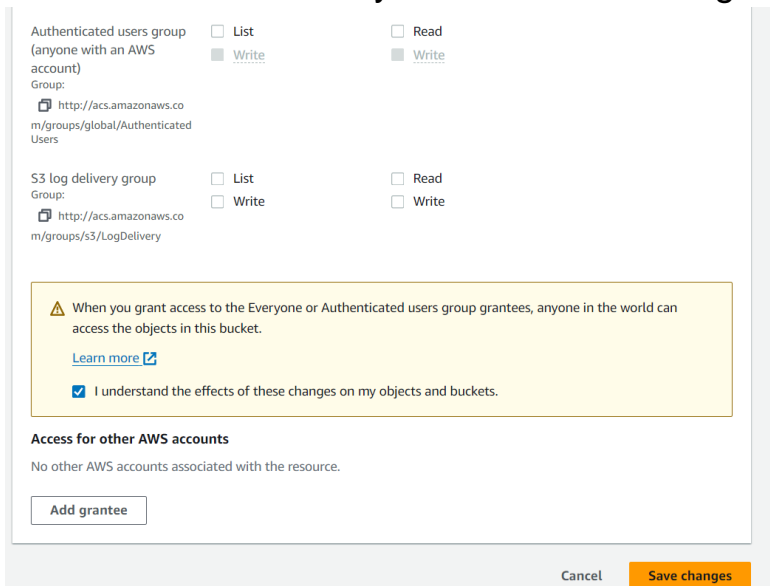 Authenticated users group
(anyone with an AWS
account)
Group:
http://acs.amazonaws.co
m/groups/global/Authenticated
Users
List
Write
Read
Write
S3 log delivery group
Group:
http://acs.amazonaws.co
m/groups/s3/LogDelivery
List
Write
Read
Write
When you grant access to the Everyone or Authenticated users group grantees, anyone in the world can
access the objects in this bucket.
Learn more
I understand the effects of these changes on my objects and buckets.
Access for other AWS accounts
No other AWS accounts associated with the resource.
Add grantee
Cancel
Save changes